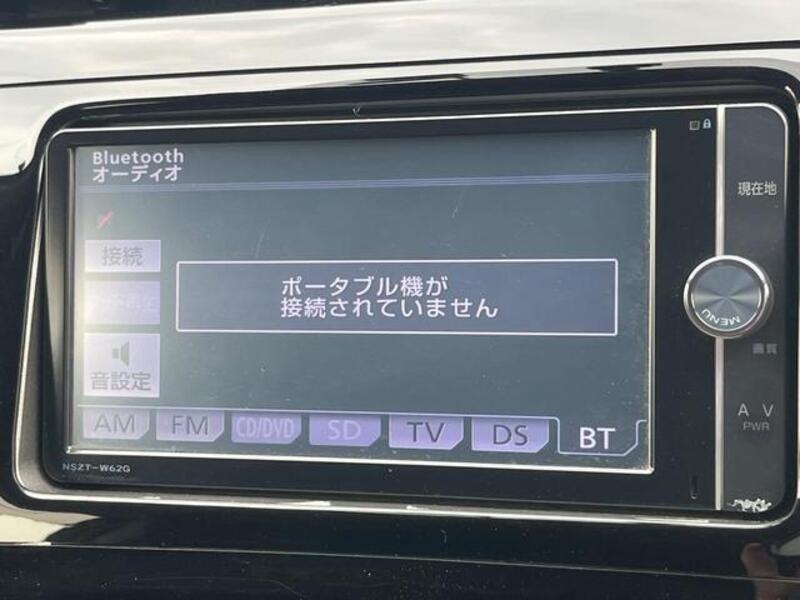 Bluetooth
オーディオ
現在地
接続
ポータブル機が
接続されていません
MENU
音設定
画質
AM FM CD/DVD SD TV DS BT
A V
PWR
NSZT-W62G